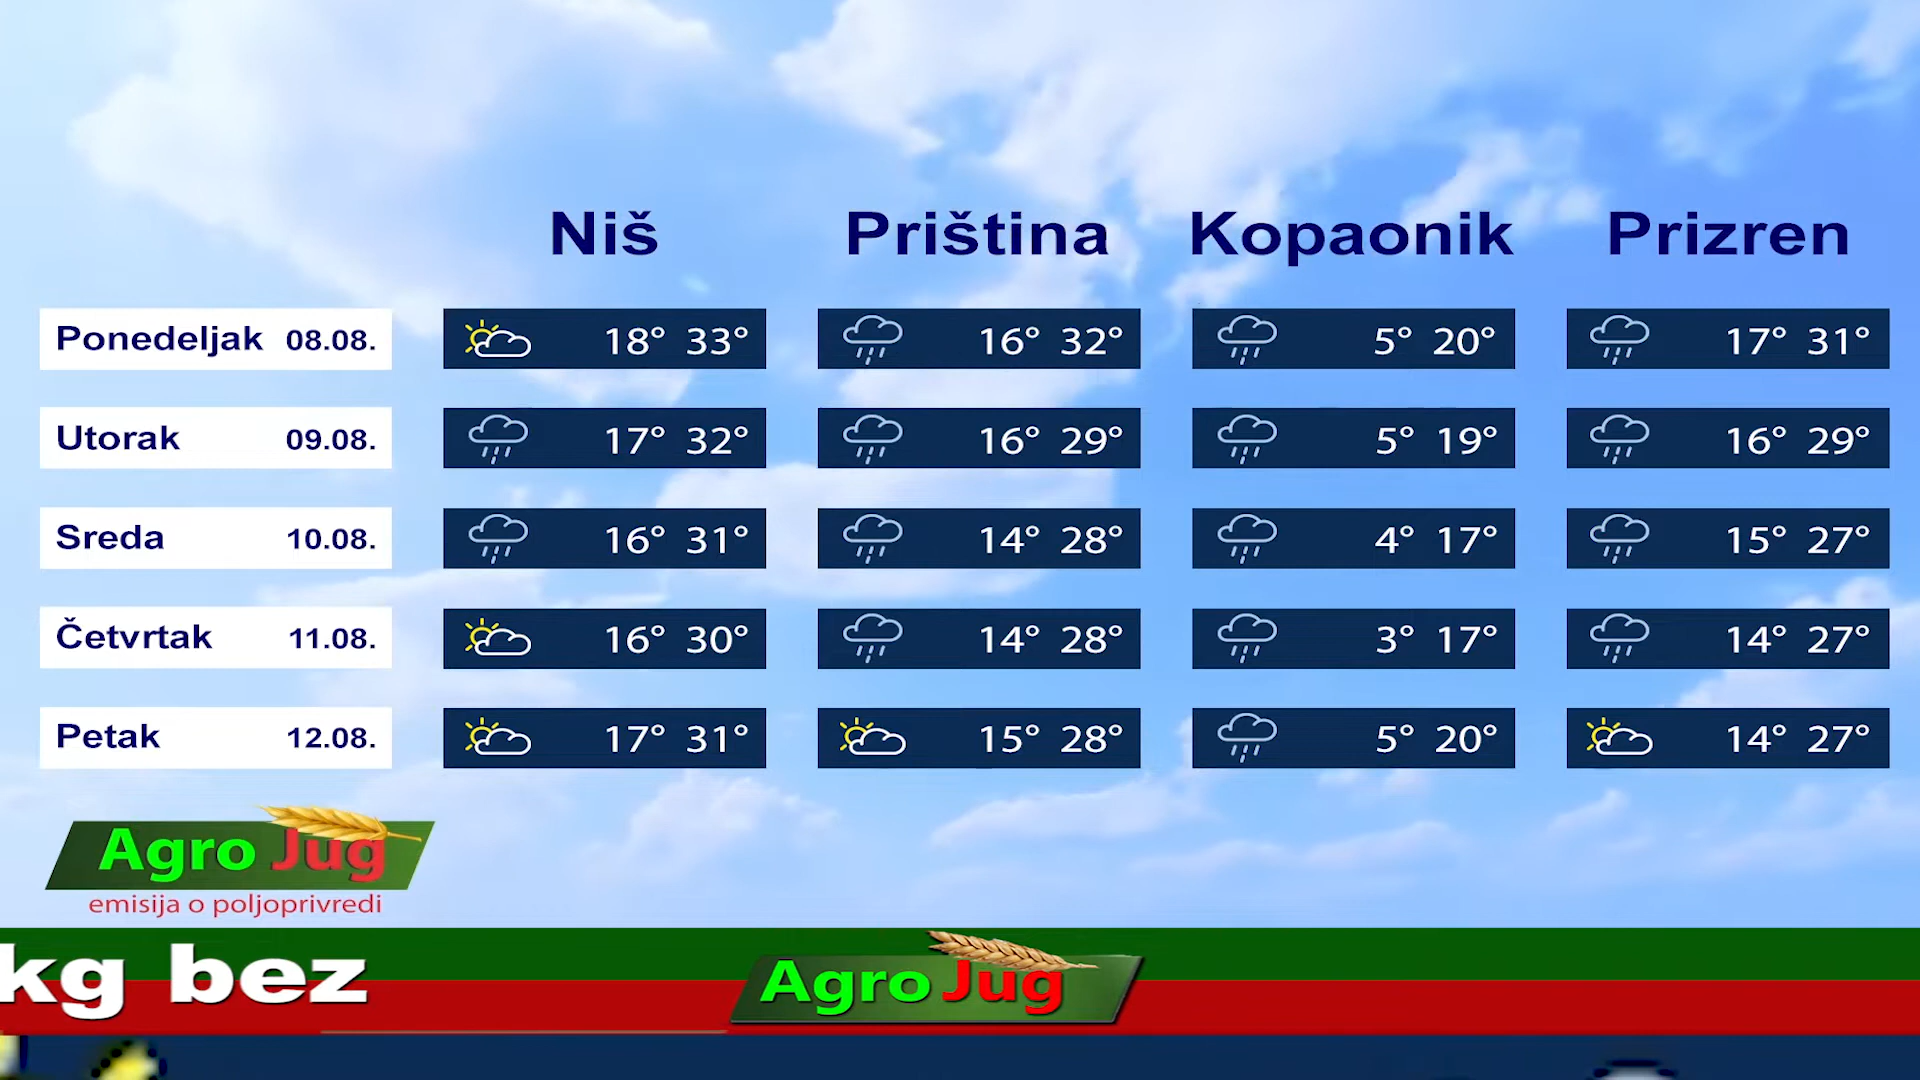 Niš Priština Kopaonik Prizren
Ponedeljak 08.08. 18° 33° 16° 32° 5° 20° 17° 31°
Utorak 09.08. 17° 32° 16° 29° 5° 19° 16° 29°
Sreda 10.08. 16° 31° 14° 28° 4° 17° 15° 27°
Četvrtak 11.08. 16° 30° 14° 28° 3° 17° 14° 27°
Petak 12.08. 17° 31° 15° 28° 5° 20° 14° 27°
Agro Jug
emisija o poljoprivredi
kg bez
Agro Jug